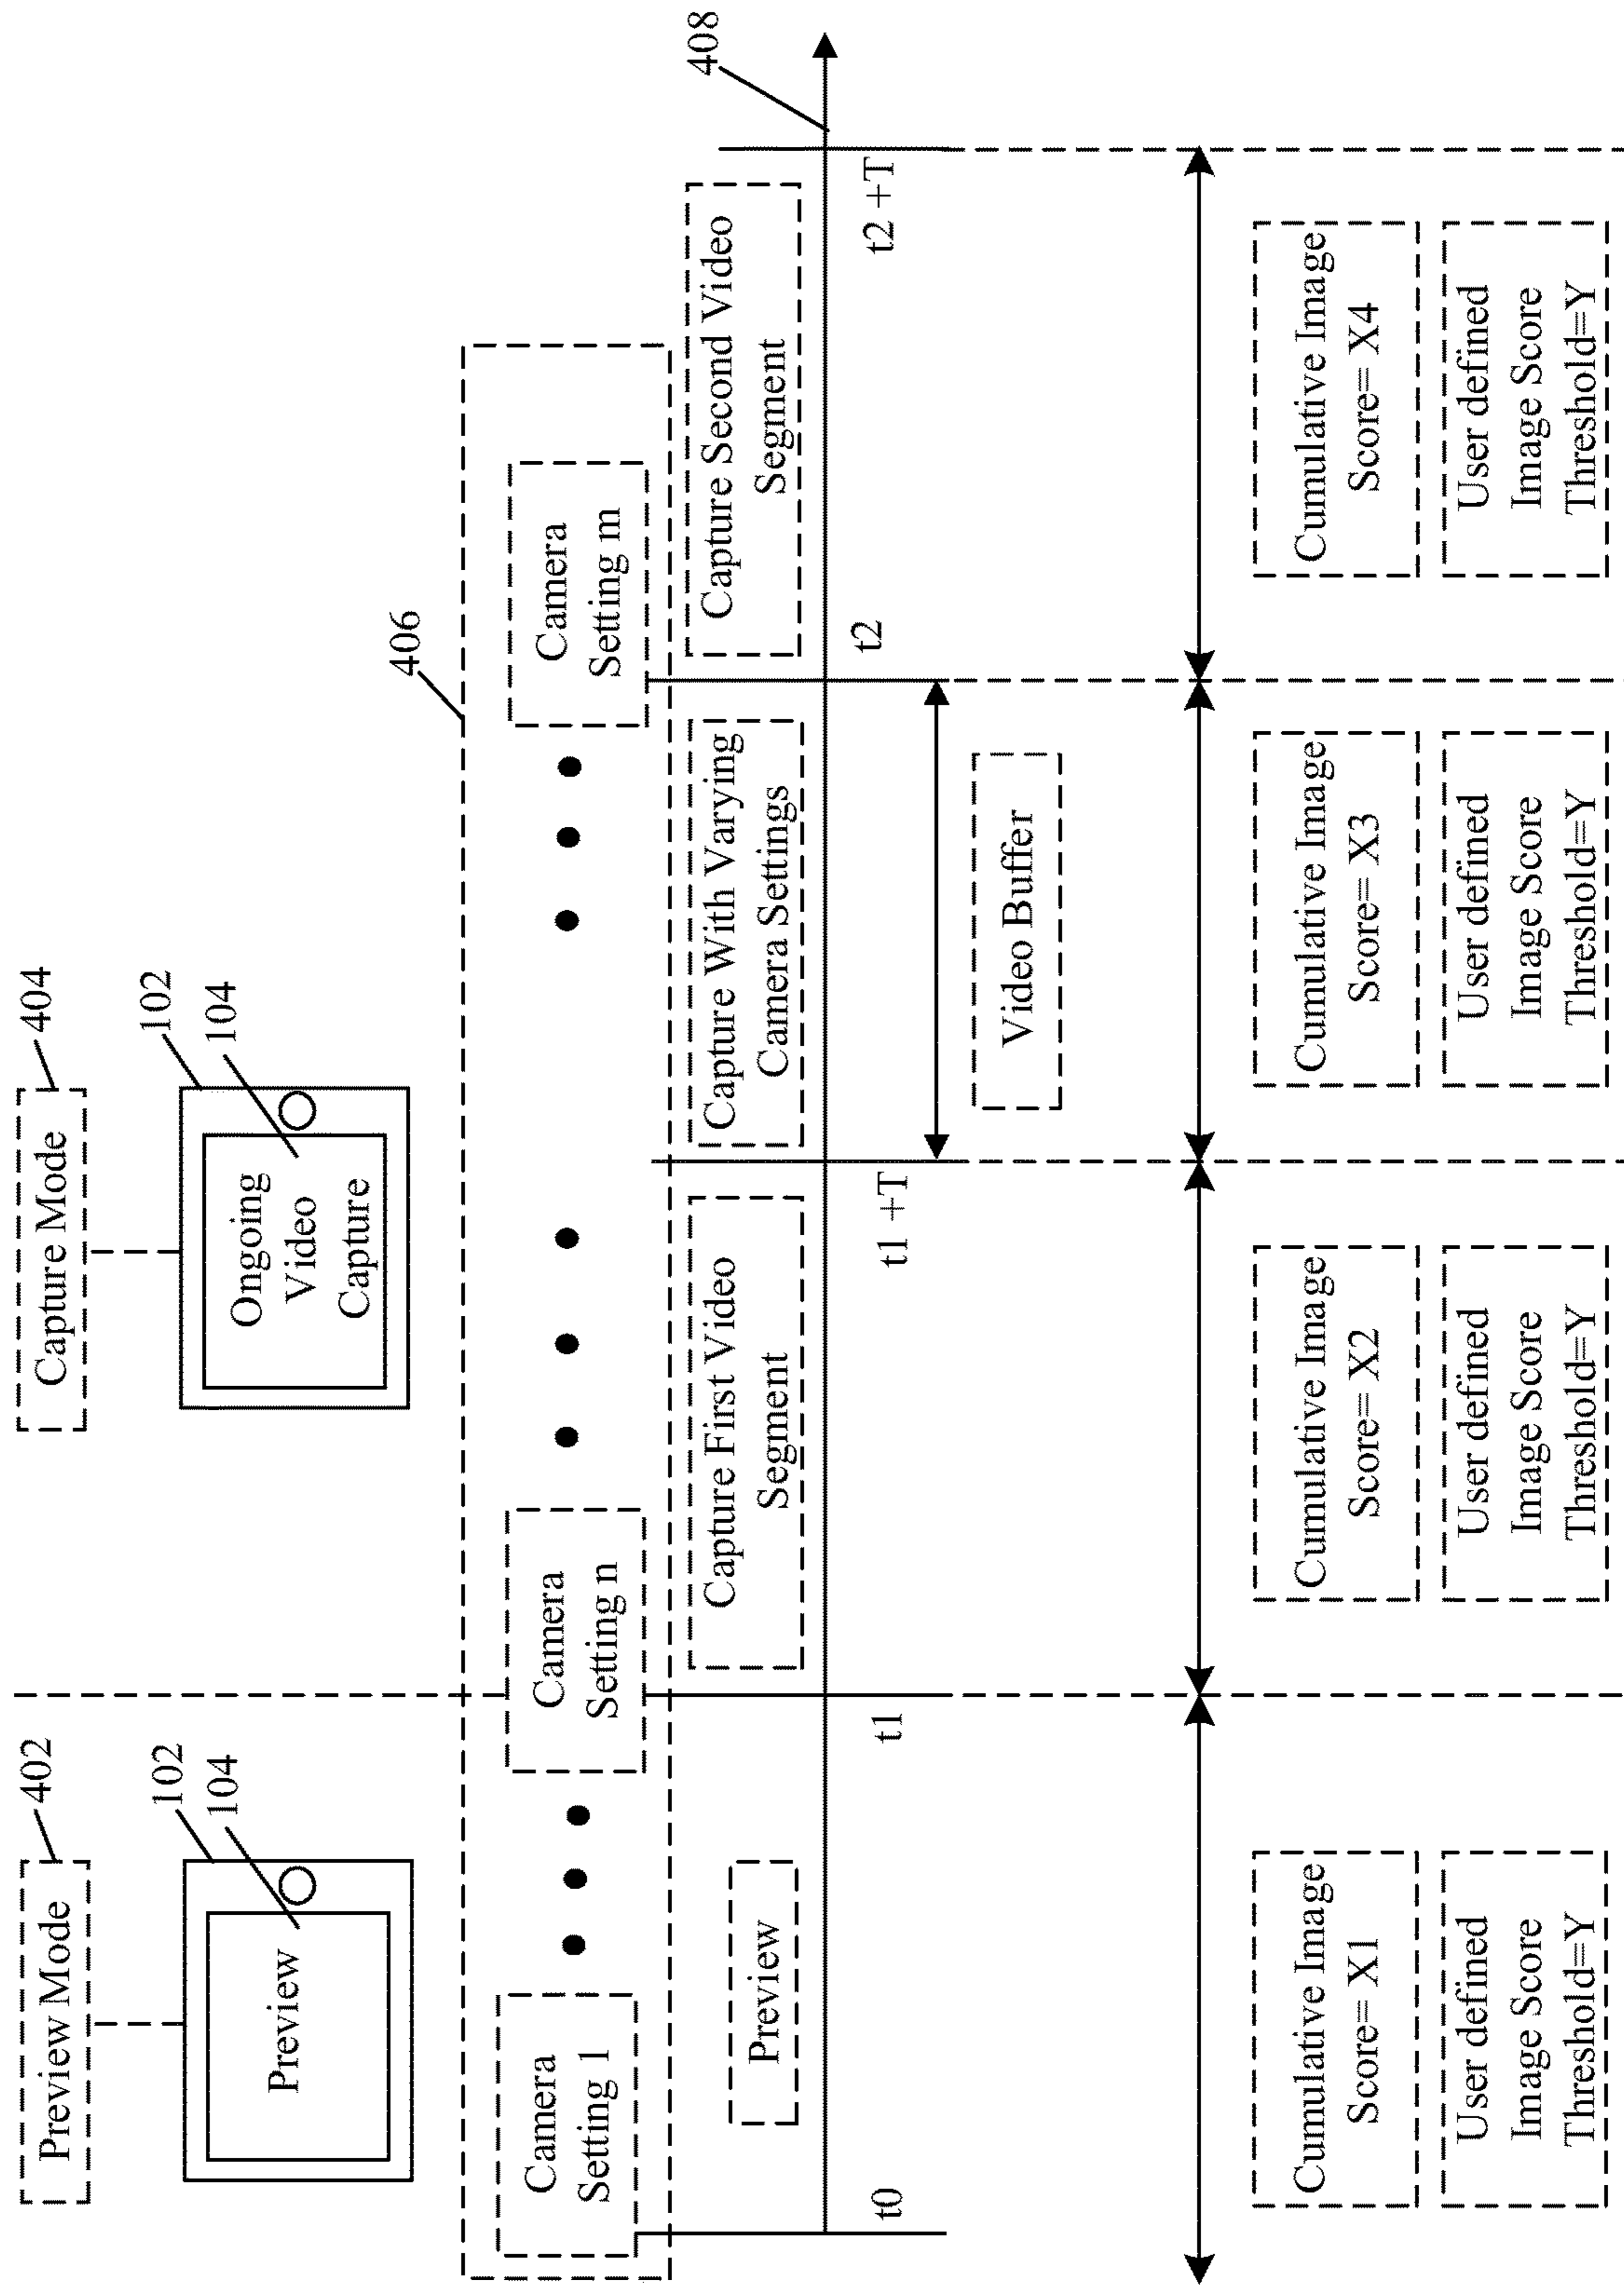 Preview Mode
402
Capture Mode
404
102
104
Preview
102
104
Ongoing
Video
Capture
406
Camera
Setting 1
Camera
Setting n
Camera
Setting m
Preview
Capture First Video
Segment
Capture With Varying
Camera Settings
Capture Second Video
Segment
408
t0
t1
t1 +T
t2
t2 +T
Video Buffer
Cumulative Image
Score= X1
Cumulative Image
Score= X2
Cumulative Image
Score= X3
Cumulative Image
Score= X4
User defined
Image Score
Threshold=Y
User defined
Image Score
Threshold=Y
User defined
Image Score
Threshold=Y
User defined
Image Score
Threshold=Y